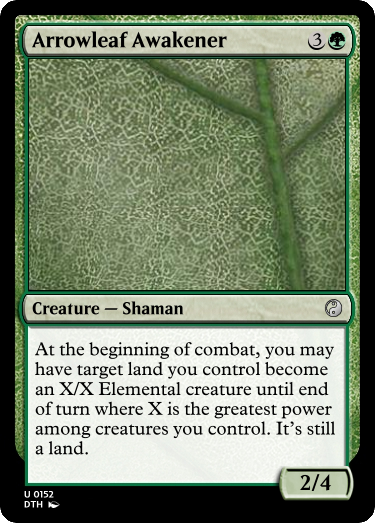 Arrowleaf Awakener 3
Creature — Shaman
At the beginning of combat, you may
have target land you control become
an X/X Elemental creature until end
of turn where X is the greatest power
among creatures you control. It's still
a land.
2/4
U 0152
DTH